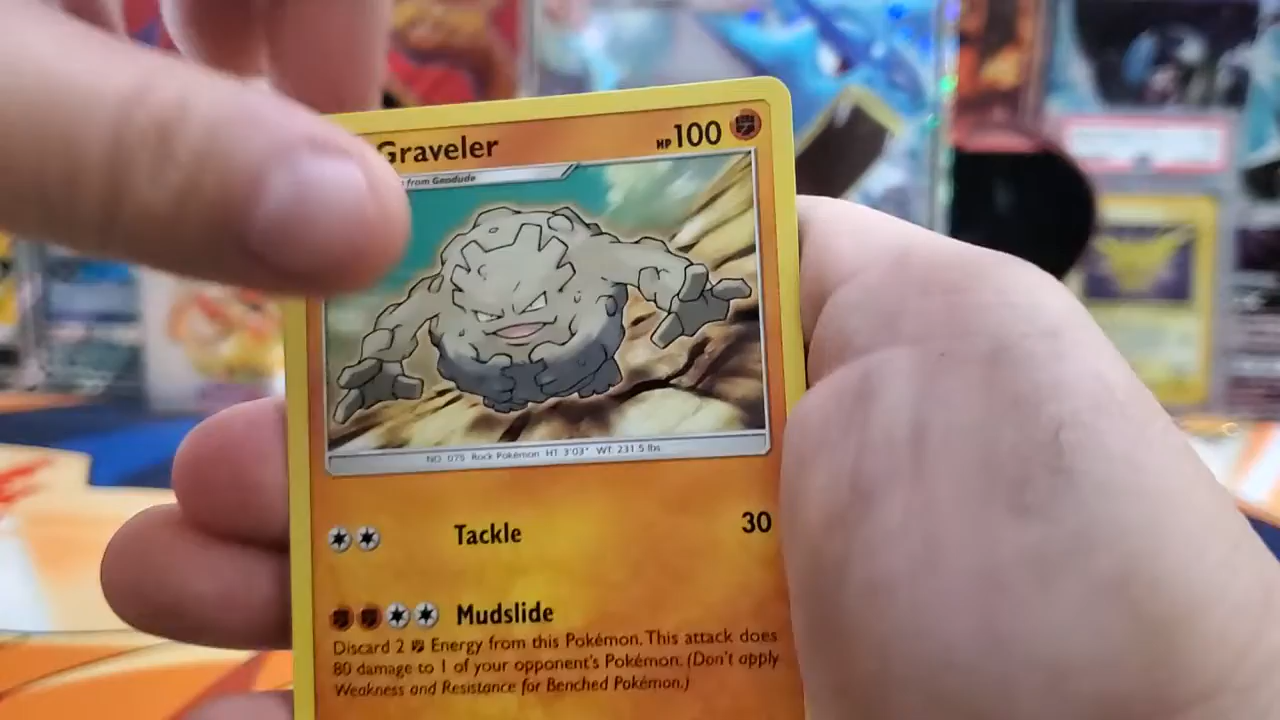 Graveler HP 100
from Geodude
NO. 075 Rock Pokémon HT: 3'03" WT: 231.5 lbs
Tackle 30
Mudslide
Discard 2 Energy from this Pokémon. This attack does
80 damage to 1 of your opponent's Pokémon. (Don't apply
Weakness and Resistance for Benched Pokémon.)